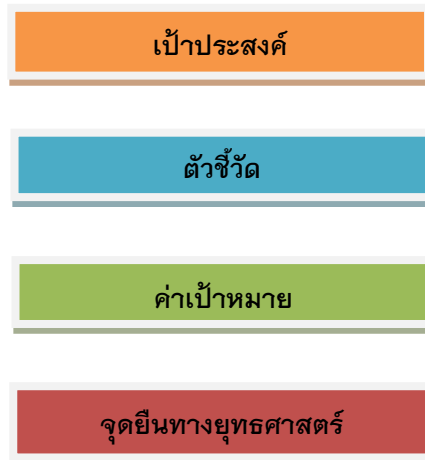 เป้าประสงค์
ตัวชี้วัด
ค่าเป้าหมาย
จุดยืนทางยุทธศาสตร์